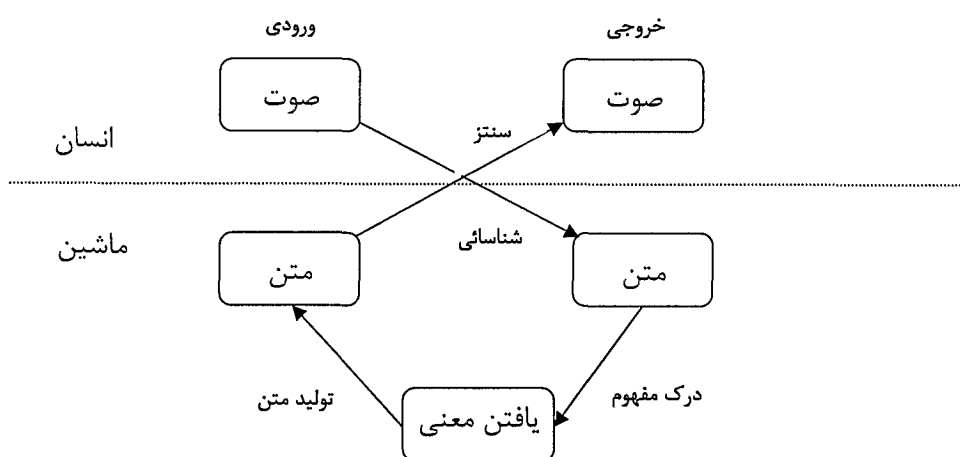 خروجی
ورودی
صوت
صوت
انسان
سنتز
ماشین
شناسائی
متن
متن
درک مفهوم
تولید متن
یافتن معنی